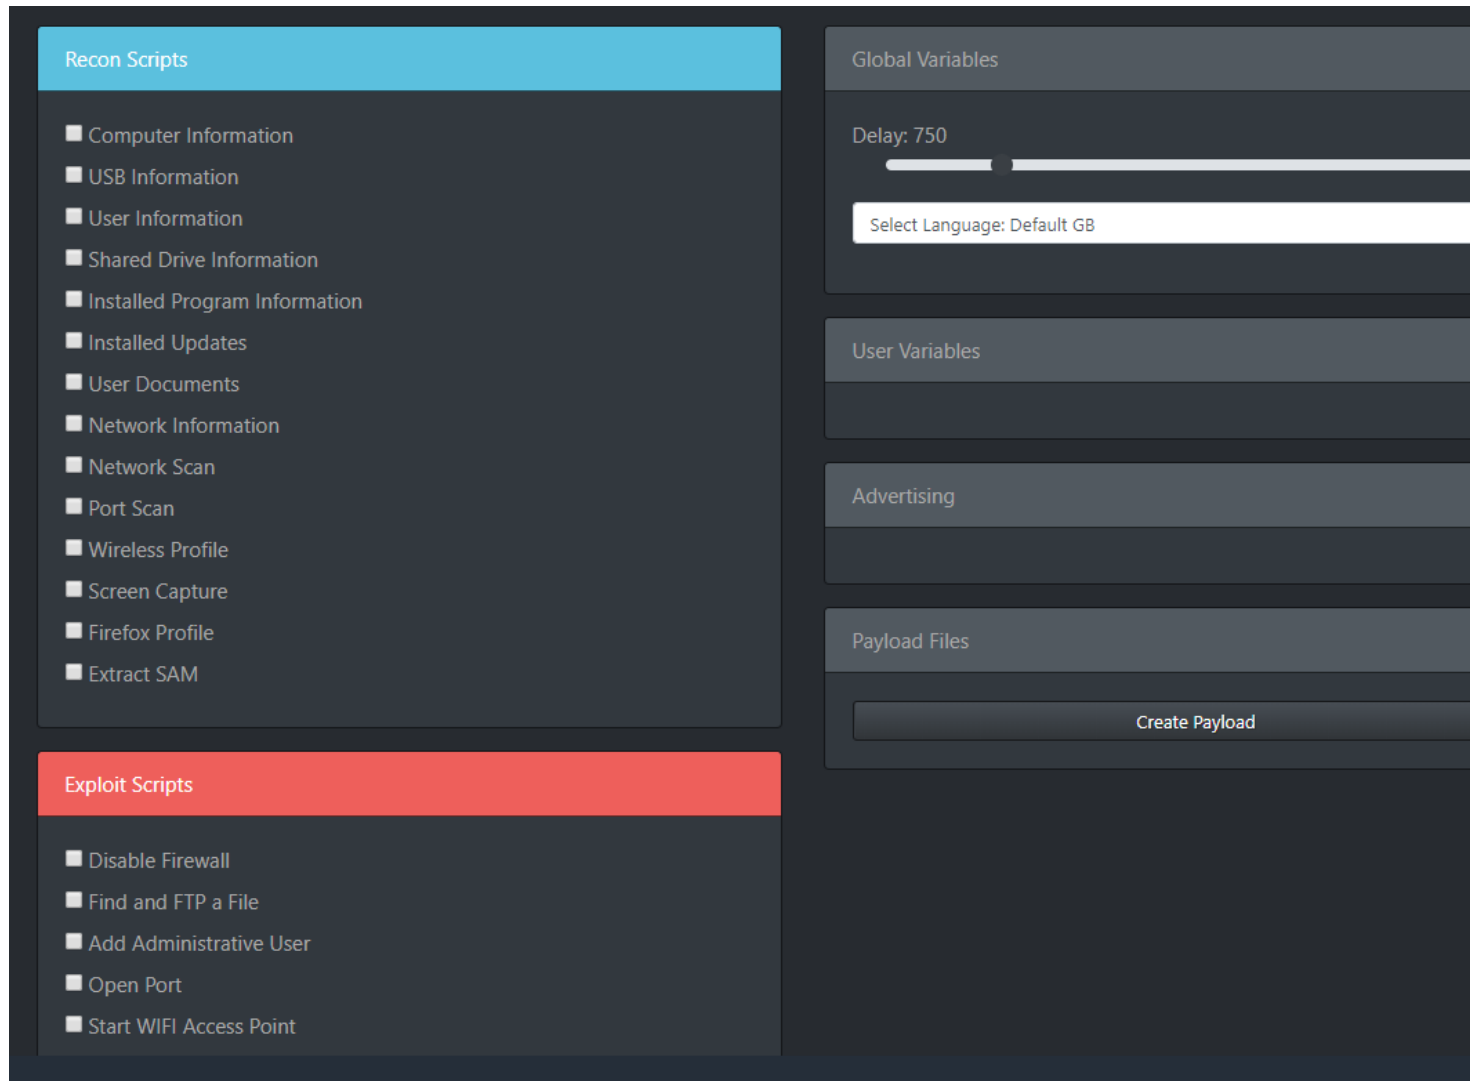 Recon Scripts
Computer Information
USB Information
User Information
Shared Drive Information
Installed Program Information
Installed Updates
User Documents
Network Information
Network Scan
Port Scan
Wireless Profile
Screen Capture
Firefox Profile
Extract SAM
Exploit Scripts
Disable Firewall
Find and FTP a File
Add Administrative User
Open Port
Start WIFI Access Point
Global Variables
Delay: 750
Select Language: Default GB
User Variables
Advertising
Payload Files
Create Payload